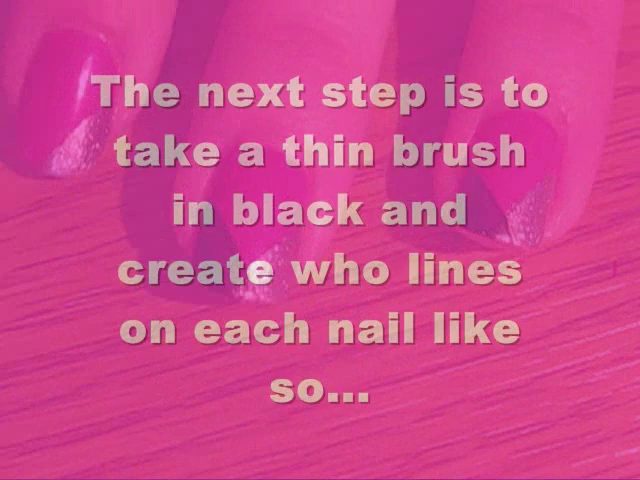 The next step is to
take a thin brush
in black and
create who lines
on each nail like
so...